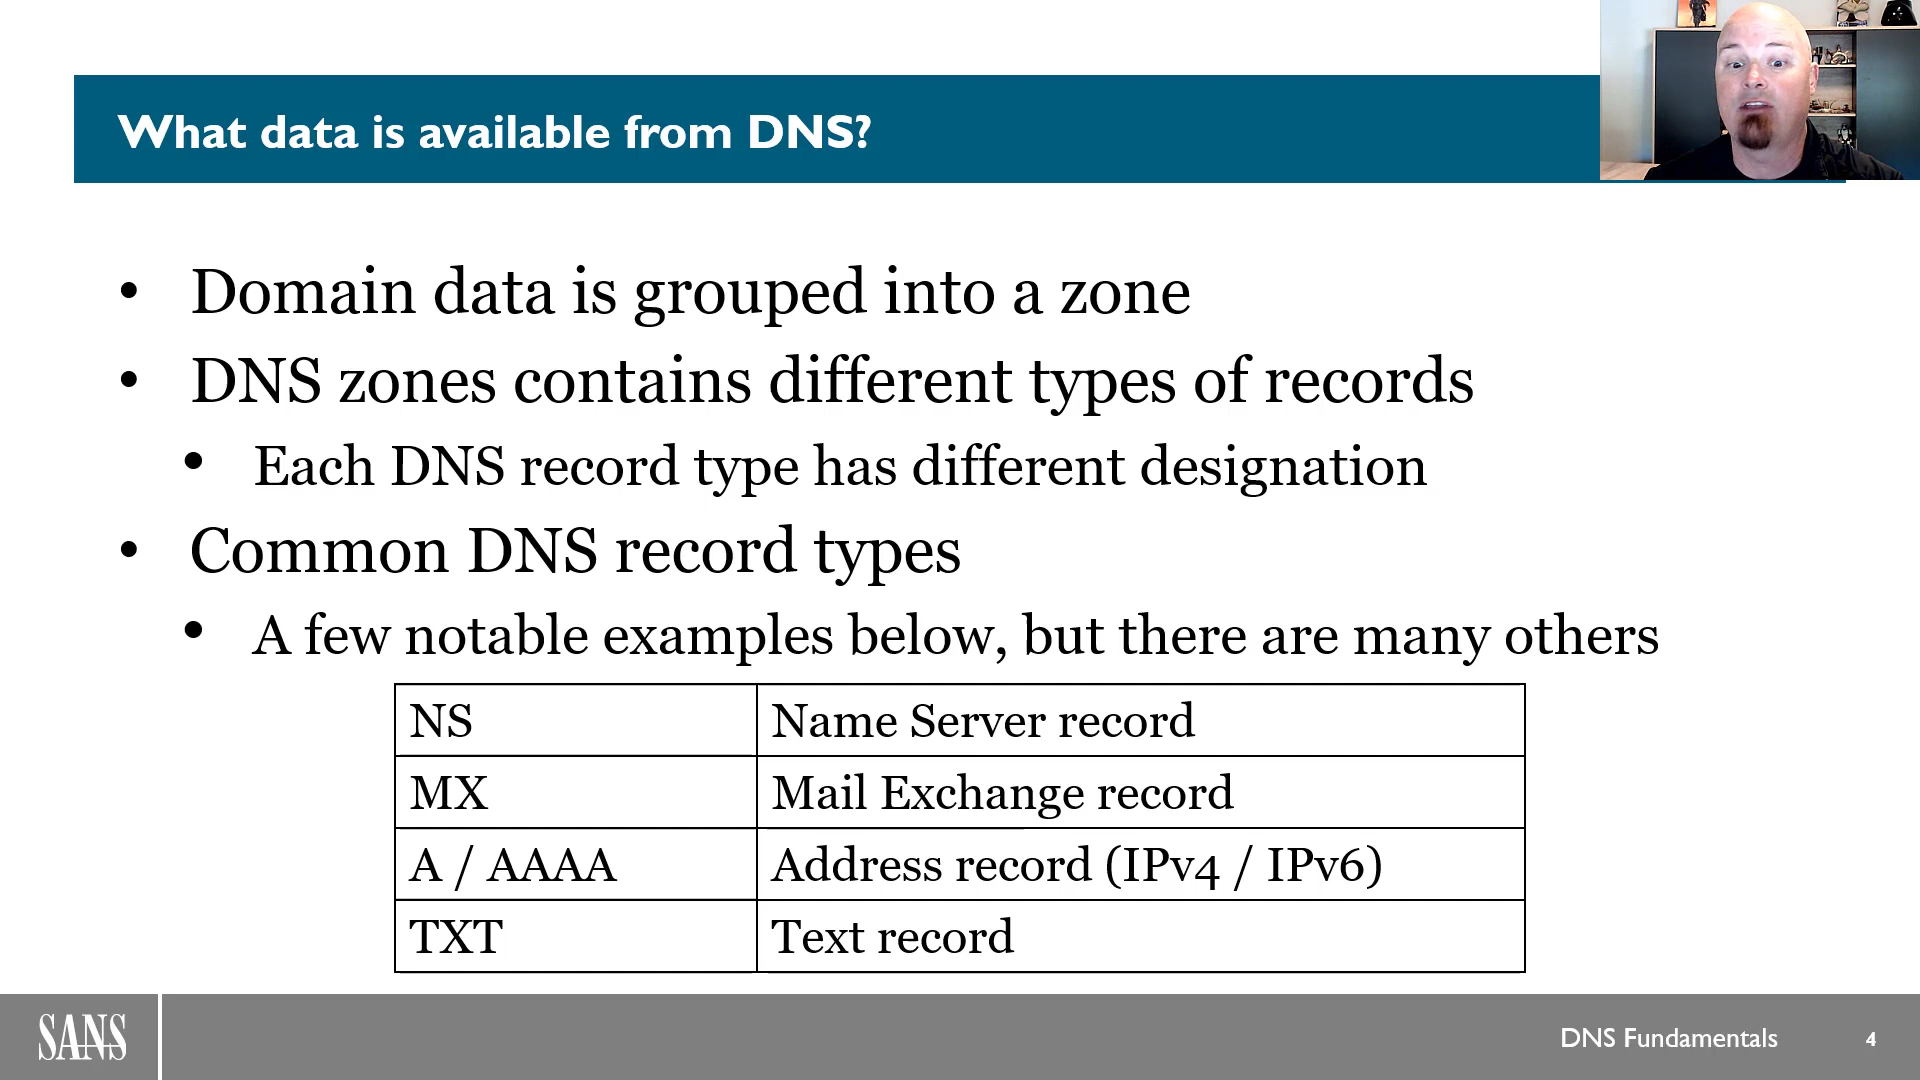 What data is available from DNS?
• Domain data is grouped into a zone
• DNS zones contains different types of records
• Each DNS record type has different designation
• Common DNS record types
• A few notable examples below, but there are many others
NS Name Server record
MX Mail Exchange record
A / AAAA Address record (IPv4 / IPv6)
TXT Text record
SANS DNS Fundamentals 4